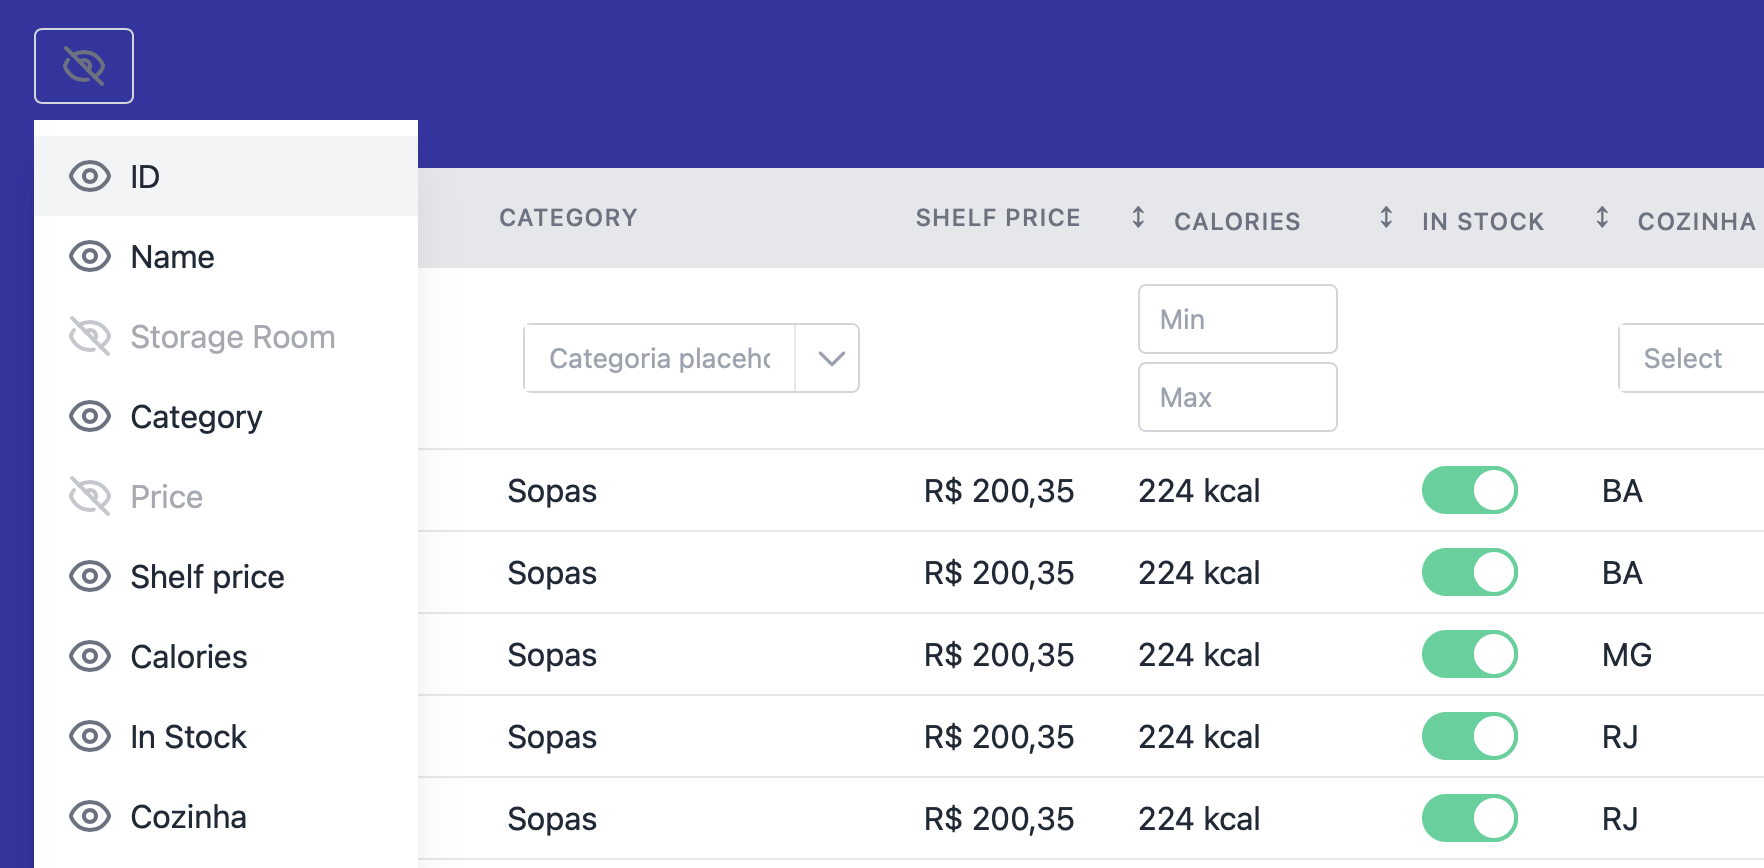 ID
Name
Storage Room
Category
Price
Shelf price
Calories
In Stock
Cozinha
CATEGORY SHELF PRICE CALORIES IN STOCK COZINHA
Min
Categoria placeho Select
Max
Sopas R$ 200,35 224 kcal BA
Sopas R$ 200,35 224 kcal BA
Sopas R$ 200,35 224 kcal MG
Sopas R$ 200,35 224 kcal RJ
Sopas R$ 200,35 224 kcal RJ